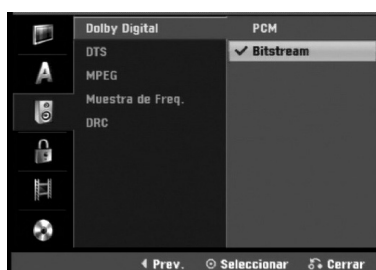 Dolby Digital
PCM
DTS
Bitstream
MPEG
Muestra de Freq.
DRC
A
Prev. Seleccionar Cerrar